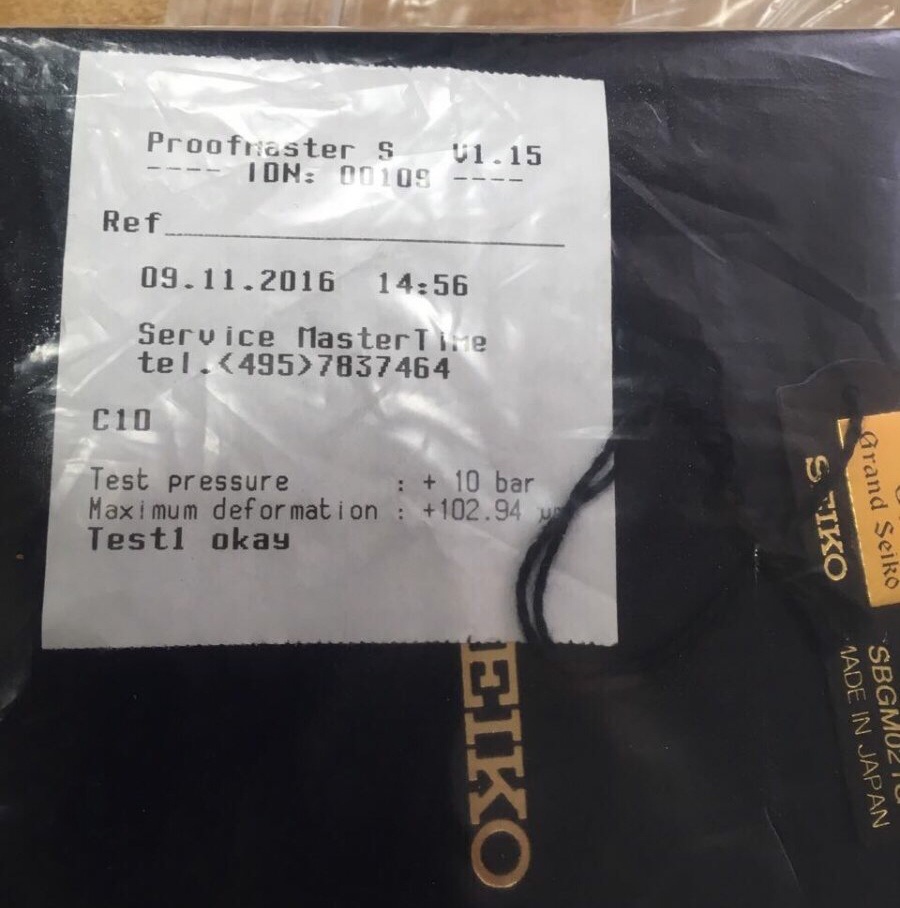 Proofmaster S V1.15
---- IDN: 00109 ----
Ref
09.11.2016 14:56
Service MasterTime
tel.<495>7837464
C10
Test pressure : + 10 bar
Maximum deformation : +102.94
Test1 okay
SEIKO
Grand Seiko
SEIKO
MADE IN JAPAN